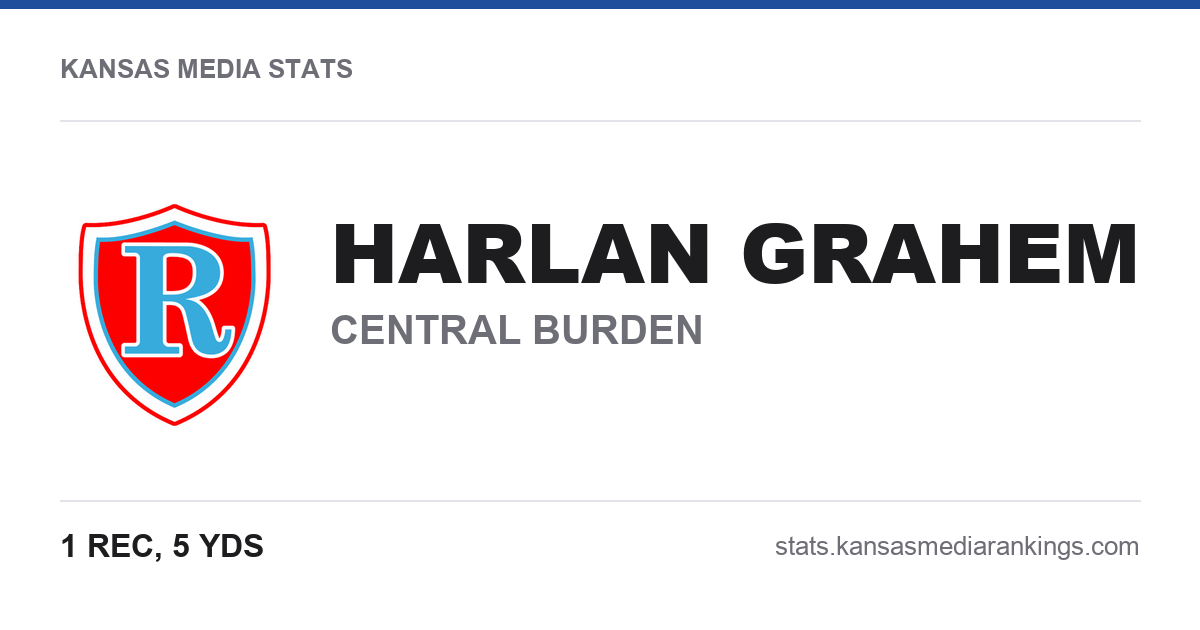 KANSAS MEDIA STATS
R
HARLAN GRAHEM
CENTRAL BURDEN
1 REC, 5 YDS
stats.kansasmediarankings.com